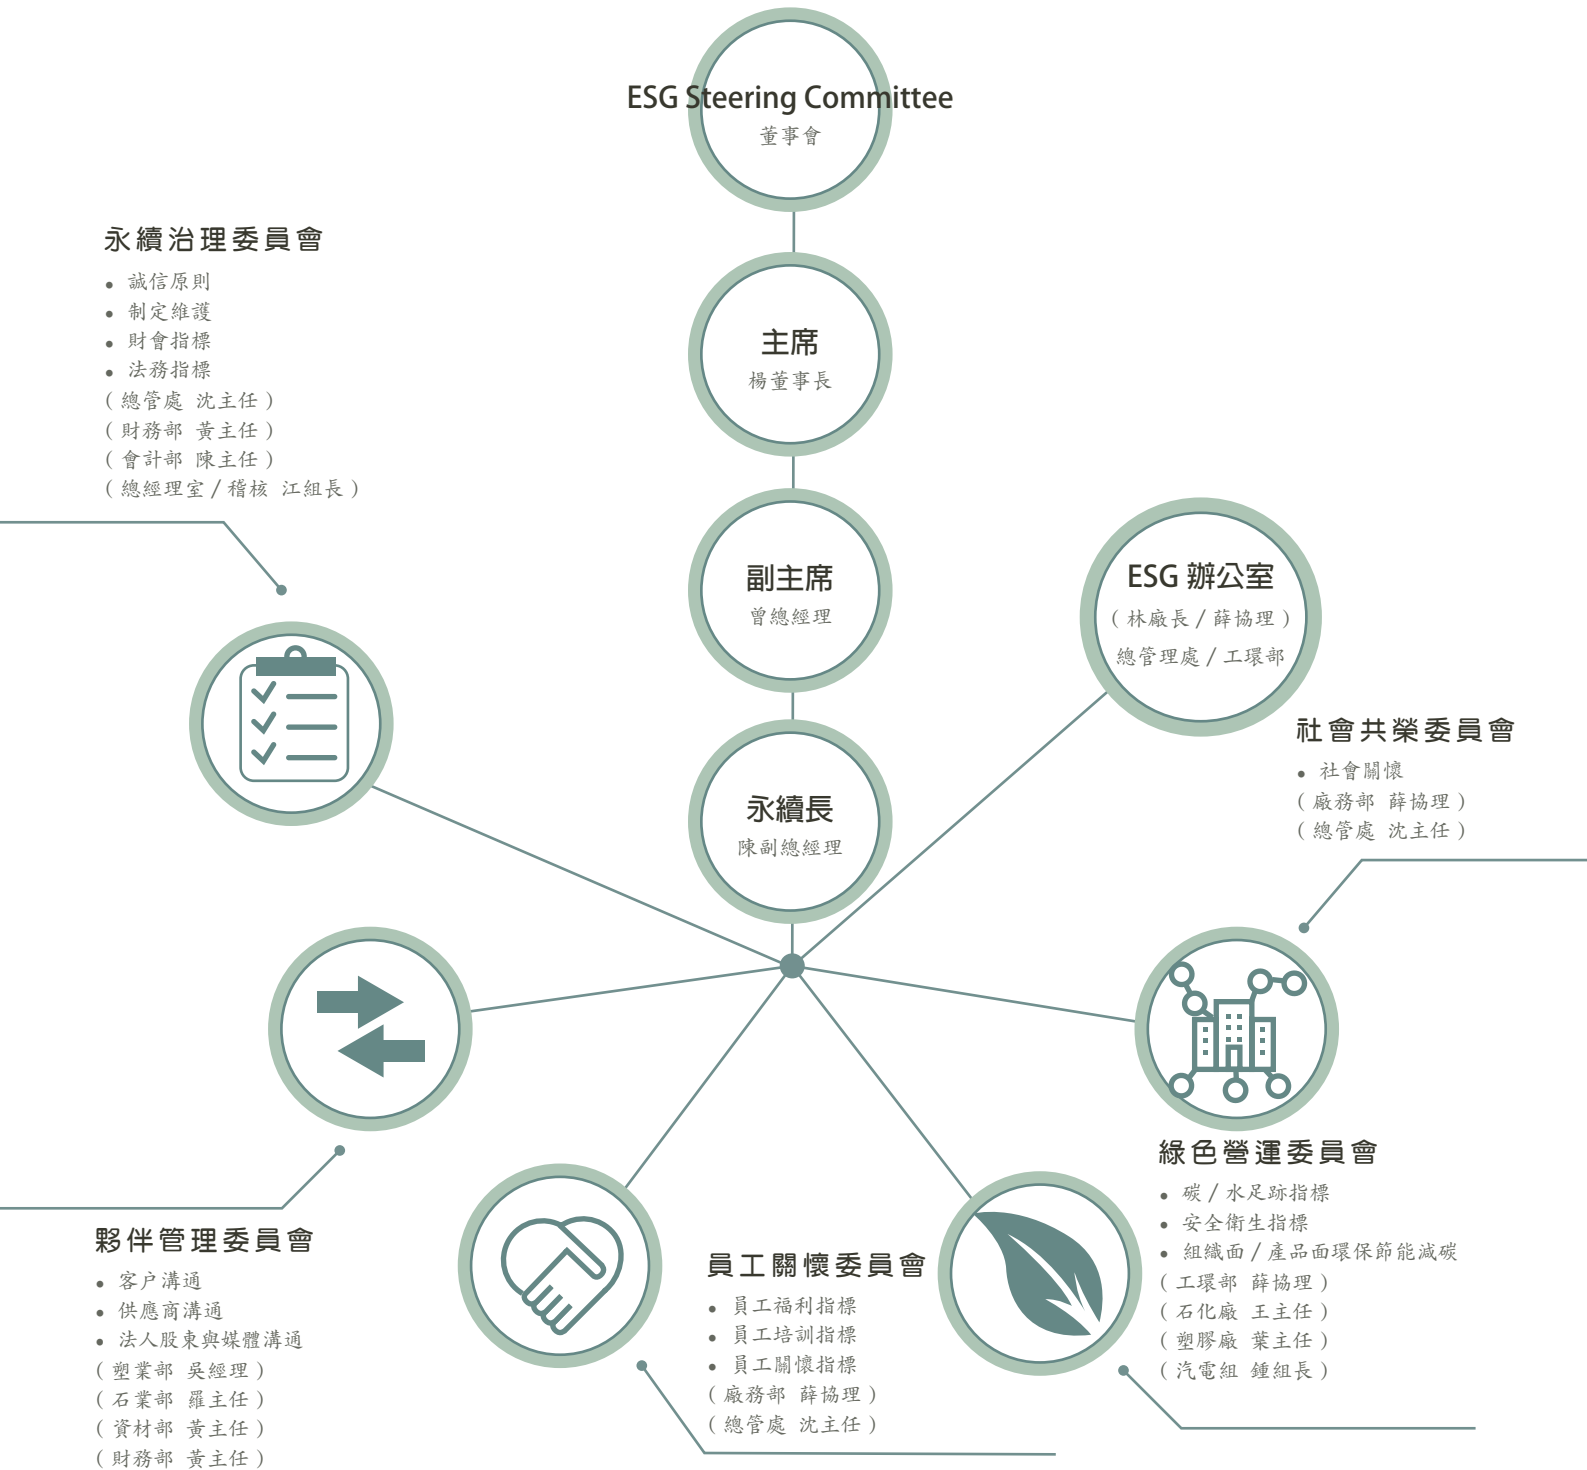 ESG Steering Committee
董事會
主席
楊董事長
副主席
曾總經理
永續長
陳副總經理
ESG 辦公室
（林廠長/薛協理）
總管理處/工環部
永續治理委員會
• 誠信原則
• 制定維護
• 財會指標
• 法務指標
（總管處 沈主任）
（財務部 黃主任）
（會計部 陳主任）
（總經理室/稽核 江組長）
社會共榮委員會
• 社會關懷
（廠務部 薛協理）
（總管處 沈主任）
夥伴管理委員會
• 客户溝通
• 供應商溝通
• 法人股東與媒體溝通
（塑業部 吳經理）
（石業部 羅主任）
（資材部 黃主任）
（財務部 黃主任）
員工關懷委員會
• 員工福利指標
• 員工培訓指標
• 員工關懷指標
（廠務部 薛協理）
（總管處 沈主任）
綠色營運委員會
• 碳/水足跡指標
• 安全衛生指標
• 組織面/產品面環保節能減碳
（工環部 薛協理）
（石化廠 王主任）
（塑膠廠 葉主任）
（汽電組 鍾組長）